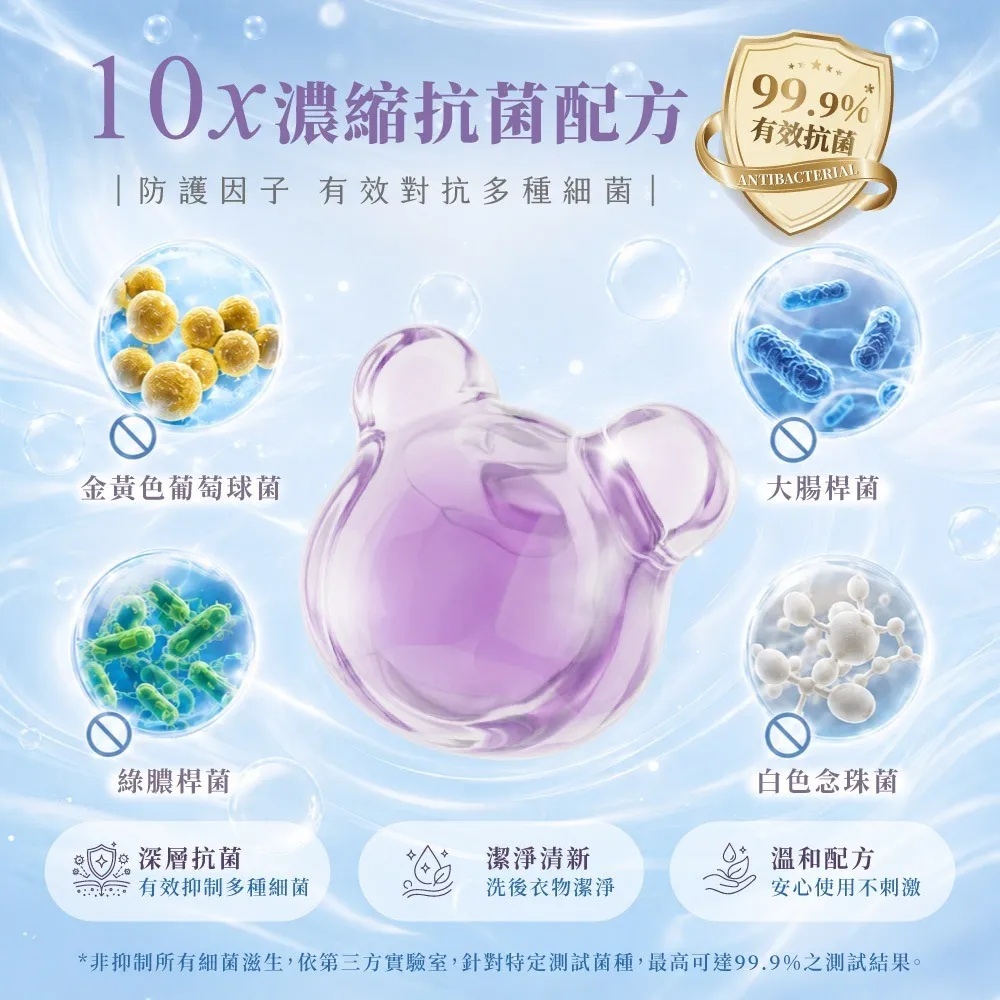 10x濃縮抗菌配方
99.9%*
有效抗菌
ANTIBACTERIAL
|防護因子 有效對抗多種細菌|
金黃色葡萄球菌
大腸桿菌
綠膿桿菌
白色念珠菌
深層抗菌
有效抑制多種細菌
潔淨清新
洗後衣物潔淨
溫和配方
安心使用不刺激
*非抑制所有細菌滋生，依第三方實驗室，針對特定測試菌種，最高可達99.9%之測試結果。